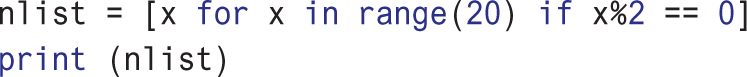 nlist = [x for x in range(20) if x%2 == 0]
print (nlist)